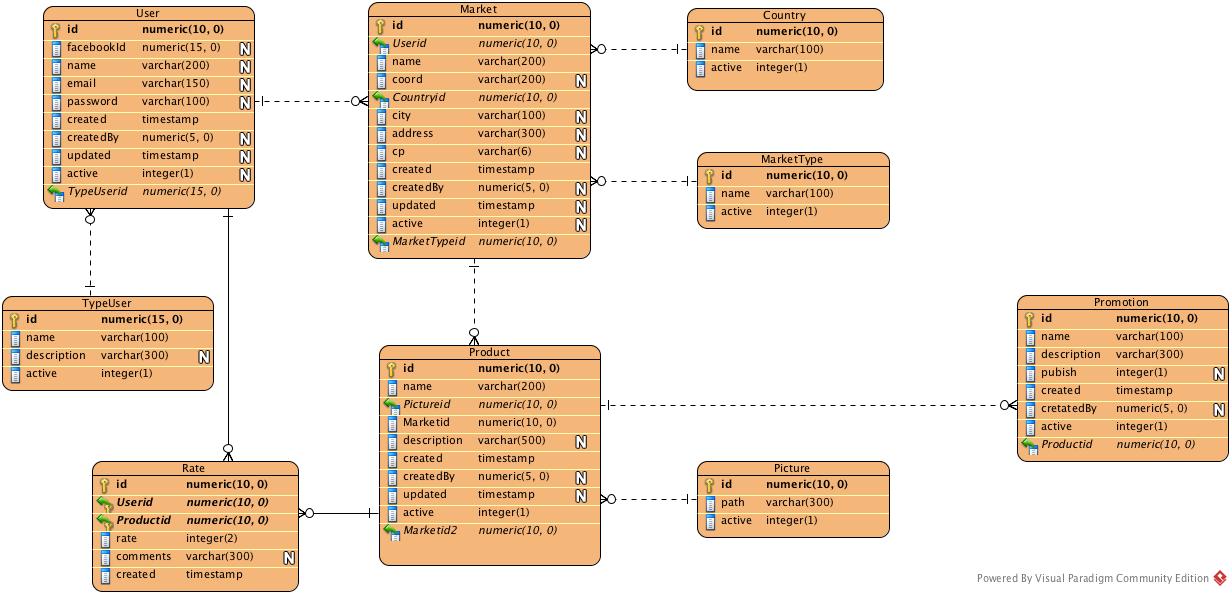 User
id numeric(10, 0)
facebookId numeric(15, 0) N
name varchar(200) N
email varchar(150) N
password varchar(100) N
created timestamp
createdBy numeric(5, 0) N
updated timestamp N
active integer(1) N
TypeUserid numeric(15, 0)
Market
id numeric(10, 0)
Userid numeric(10, 0)
name varchar(200)
coord varchar(200) N
Countryid numeric(10, 0)
city varchar(100) N
address varchar(300) N
cp varchar(6) N
created timestamp
createdBy numeric(5, 0) N
updated timestamp N
active integer(1) N
MarketTypeid numeric(10, 0)
Country
id numeric(10, 0)
name varchar(100)
active integer(1)
MarketType
id numeric(10, 0)
name varchar(100)
active integer(1)
TypeUser
id numeric(15, 0)
name varchar(100)
description varchar(300) N
active integer(1)
Product
id numeric(10, 0)
name varchar(200)
Pictureid numeric(10, 0)
Marketid numeric(10, 0)
description varchar(500) N
created timestamp
createdBy numeric(5, 0) N
updated timestamp N
active integer(1)
Marketid2 numeric(10, 0)
Promotion
id numeric(10, 0)
name varchar(100)
description varchar(300)
pubish integer(1) N
created timestamp
cretatedBy numeric(5, 0) N
active integer(1)
Productid numeric(10, 0)
Rate
id numeric(10, 0)
Userid numeric(10, 0)
Productid numeric(10, 0)
rate integer(2)
comments varchar(300) N
created timestamp
Picture
id numeric(10, 0)
path varchar(300)
active integer(1)
Powered By Visual Paradigm Community Edition